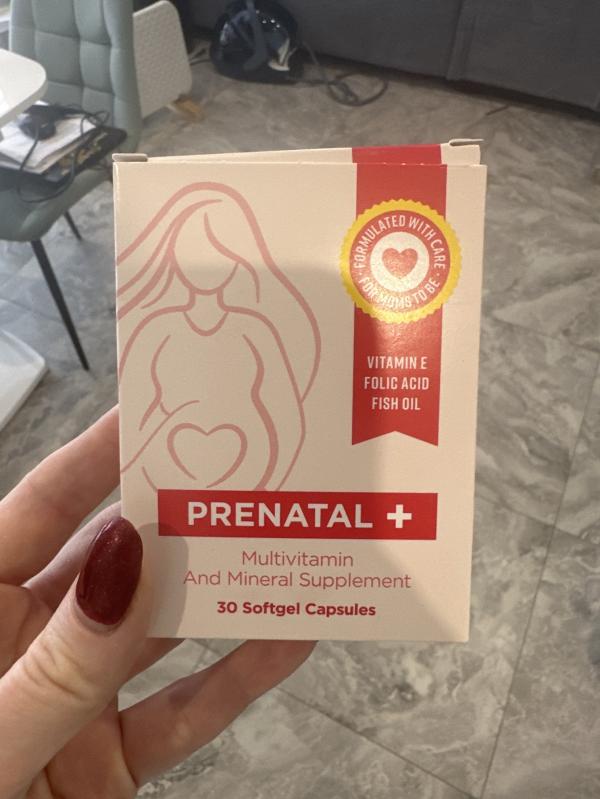 FORMULATED WITH CARE
FOR MOMS TO BE
VITAMIN E
FOLIC ACID
FISH OIL
PRENATAL +
Multivitamin
And Mineral Supplement
30 Softgel Capsules